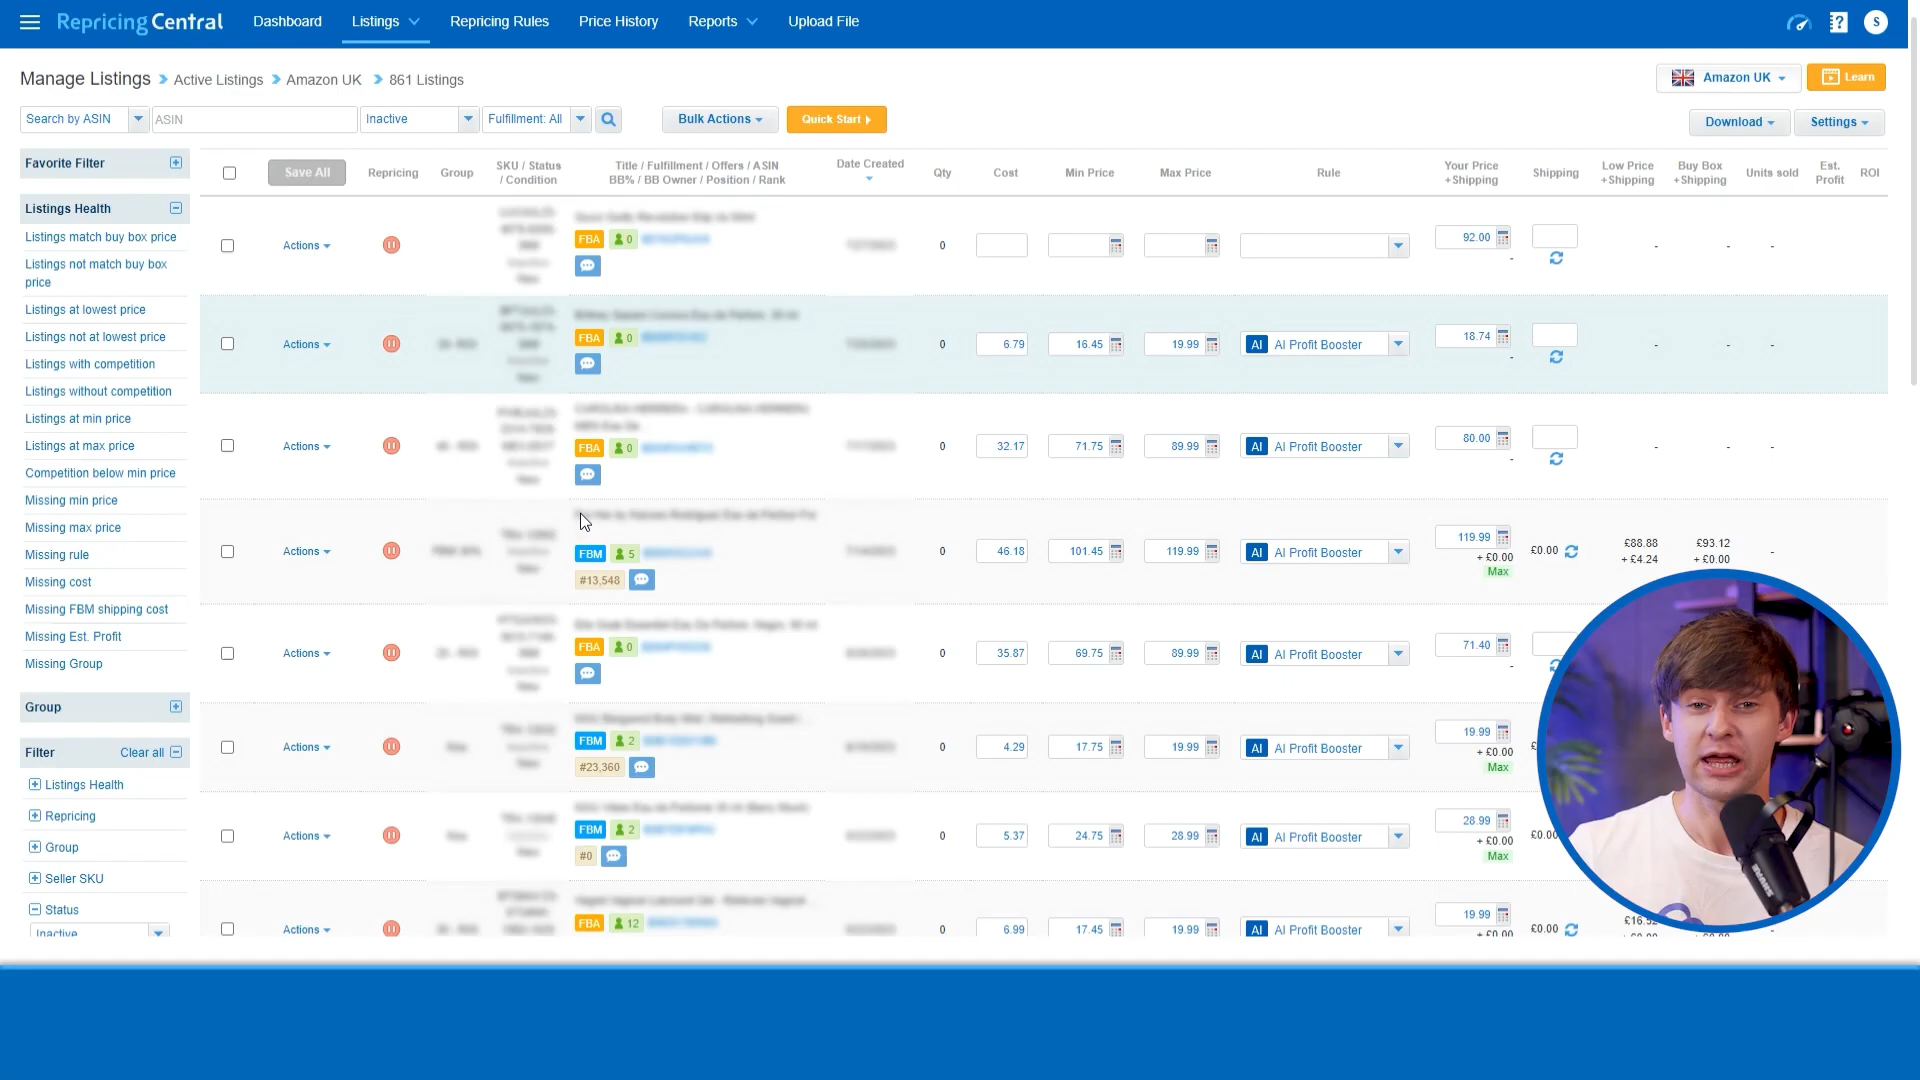 Repricing Central Dashboard Listings Repricing Rules Price History Reports Upload File ? S
Manage Listings Active Listings Amazon UK 861 Listings Amazon UK Learn
Search by ASIN ASIN Inactive Fulfillment: All Bulk Actions Quick Start Download Settings
Favorite Filter
Listings Health
Listings match buy box price
Listings not match buy box
price
Listings at lowest price
Listings not at lowest price
Listings with competition
Listings without competition
Listings at min price
Listings at max price
Competition below min price
Missing min price
Missing max price
Missing rule
Missing cost
Missing FBM shipping cost
Missing Est. Profit
Missing Group
Group
Filter Clear all
Listings Health
Repricing
Group
Seller SKU
Status
Inactive
Save All Repricing Group SKU / Status / Condition Title / Fulfillment / Offers / ASIN BB% / BB Owner / Position / Rank Date Created Qty Cost Min Price Max Price Rule Your Price +Shipping Shipping Low Price +Shipping Buy Box +Shipping Units sold Est. Profit ROI
Actions FBA 0 0 92.00 - - - -
Actions FBA 0 0 6.79 16.45 19.99 AI AI Profit Booster 18.74 - - - -
Actions FBA 0 0 32.17 71.75 89.99 AI AI Profit Booster 80.00 - - - -
Actions FBM 5 0 46.18 101.45 119.99 AI AI Profit Booster 119.99 £0.00 £88.88 £93.12 -
+ £0.00 + £4.24 + £0.00
#13,548 Max
Actions FBA 0 0 35.87 69.75 89.99 AI AI Profit Booster 71.40 -
Actions FBM 2 0 4.29 17.75 19.99 AI AI Profit Booster 19.99
+ £0.00
#23,360 Max
Actions FBM 2 0 5.37 24.75 28.99 AI AI Profit Booster 28.99 £0.00
+ £0.00
#0 Max
Actions FBA 12 0 6.99 17.45 19.99 AI AI Profit Booster 19.99 £0.00
+ £0.00